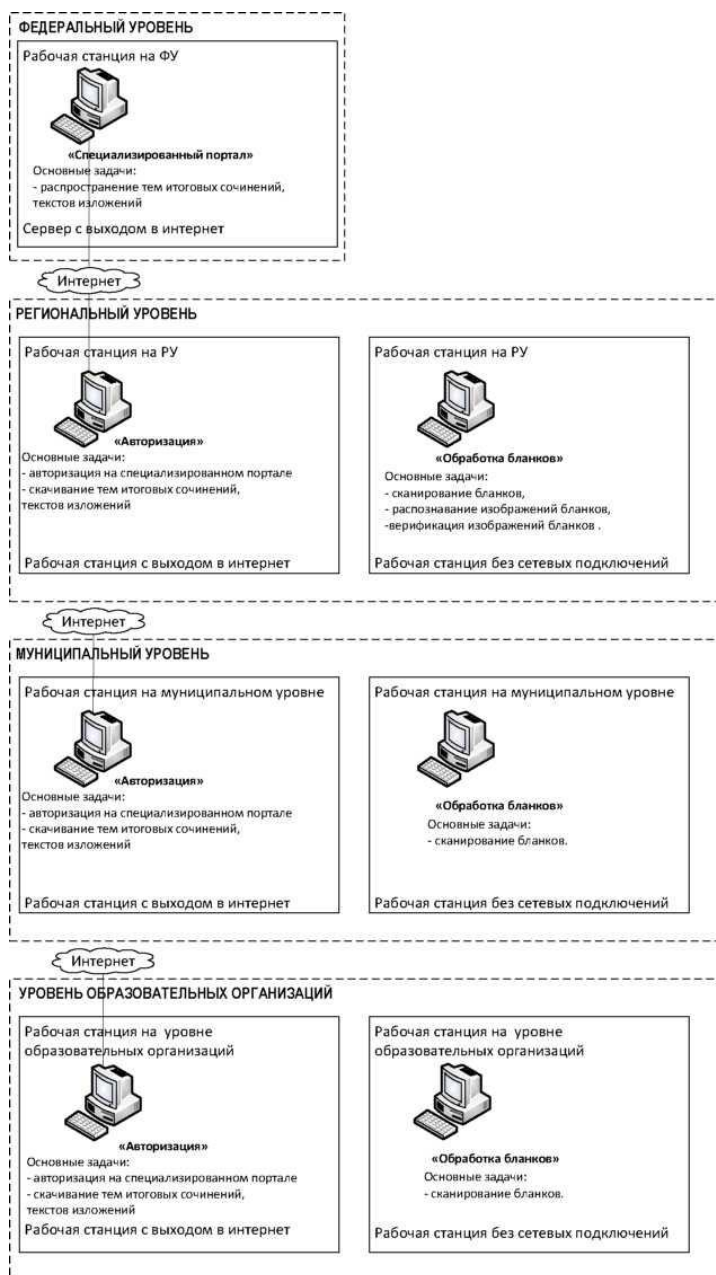 ФЕДЕРАЛЬНЫЙ УРОВЕНЬ
Рабочая станция на ФУ
«Специализированный портал»
Основные задачи:
- распространение тем итоговых сочинений,
текстов изложений
Сервер с выходом в интернет
Интернет
РЕГИОНАЛЬНЫЙ УРОВЕНЬ
Рабочая станция на РУ
«Авторизация»
Основные задачи:
- авторизация на специализированном портале
- скачивание тем итоговых сочинений,
текстов изложений
Рабочая станция с выходом в интернет
Рабочая станция на РУ
«Обработка бланков»
Основные задачи:
- сканирование бланков,
- распознавание изображений бланков,
-верификация изображений бланков .
Рабочая станция без сетевых подключений
Интернет
МУНИЦИПАЛЬНЫЙ УРОВЕНЬ
Рабочая станция на муниципальном уровне
«Авторизация»
Основные задачи:
- авторизация на специализированном портале
- скачивание тем итоговых сочинений,
текстов изложений
Рабочая станция с выходом в интернет
Рабочая станция на муниципальном уровне
«Обработка бланков»
Основные задачи:
- сканирование бланков.
Рабочая станция без сетевых подключений
Интернет
УРОВЕНЬ ОБРАЗОВАТЕЛЬНЫХ ОРГАНИЗАЦИЙ
Рабочая станция на уровне
образовательных организаций
«Авторизация»
Основные задачи:
- авторизация на специализированном портале
- скачивание тем итоговых сочинений,
текстов изложений
Рабочая станция с выходом в интернет
Рабочая станция на уровне
образовательных организаций
«Обработка бланков»
Основные задачи:
- сканирование бланков.
Рабочая станция без сетевых подключений